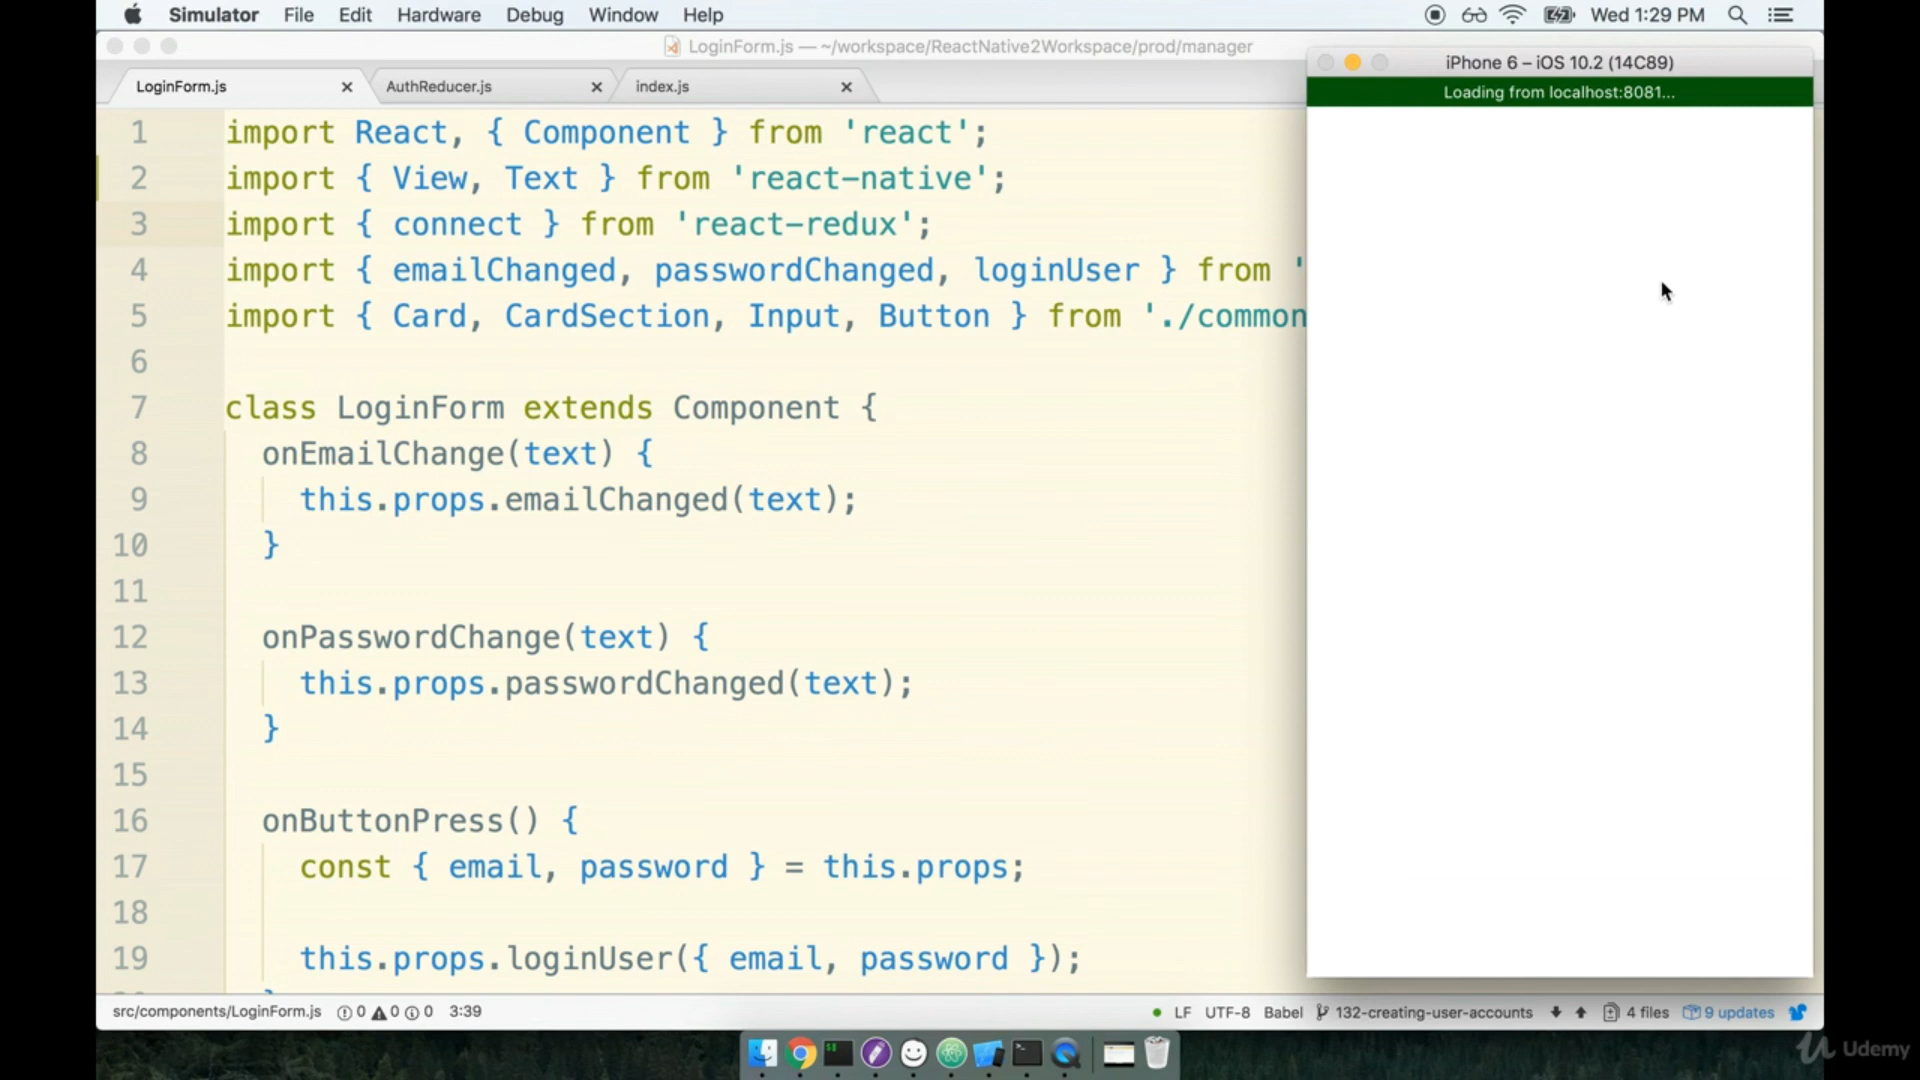 Simulator File Edit Hardware Debug Window Help Wed 1:29 PM
LoginForm.js — ~/workspace/ReactNative2Workspace/prod/manager
LoginForm.js AuthReducer.js index.js
iPhone 6 – iOS 10.2 (14C89)
Loading from localhost:8081...
1 import React, { Component } from 'react';
2 import { View, Text } from 'react-native';
3 import { connect } from 'react-redux';
4 import { emailChanged, passwordChanged, loginUser } from '
5 import { Card, CardSection, Input, Button } from './common
6
7 class LoginForm extends Component {
8 onEmailChange(text) {
9 this.props.emailChanged(text);
10 }
11
12 onPasswordChange(text) {
13 this.props.passwordChanged(text);
14 }
15
16 onButtonPress() {
17 const { email, password } = this.props;
18
19 this.props.loginUser({ email, password });
src/components/LoginForm.js 0 0 0 3:39 LF UTF-8 Babel 132-creating-user-accounts 4 files 9 updates
Udemy